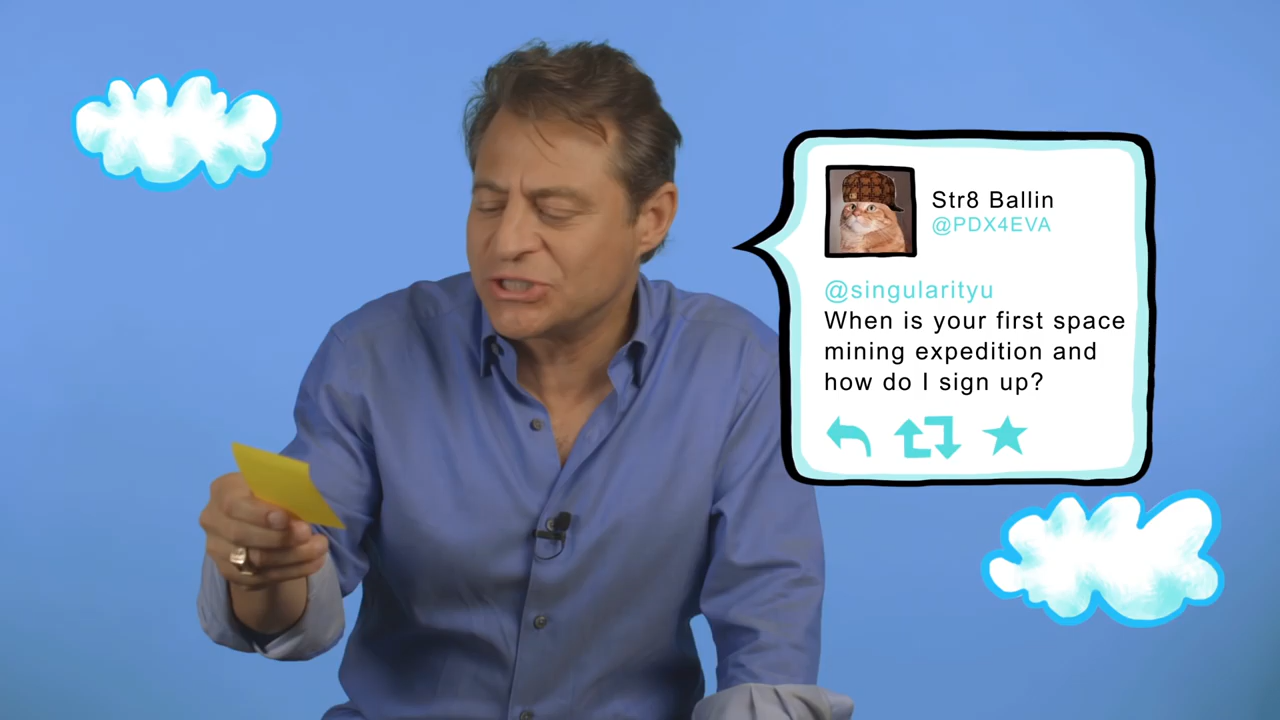 Str8 Ballin
@PDX4EVA
@singularityu
When is your first space
mining expedition and
how do I sign up?